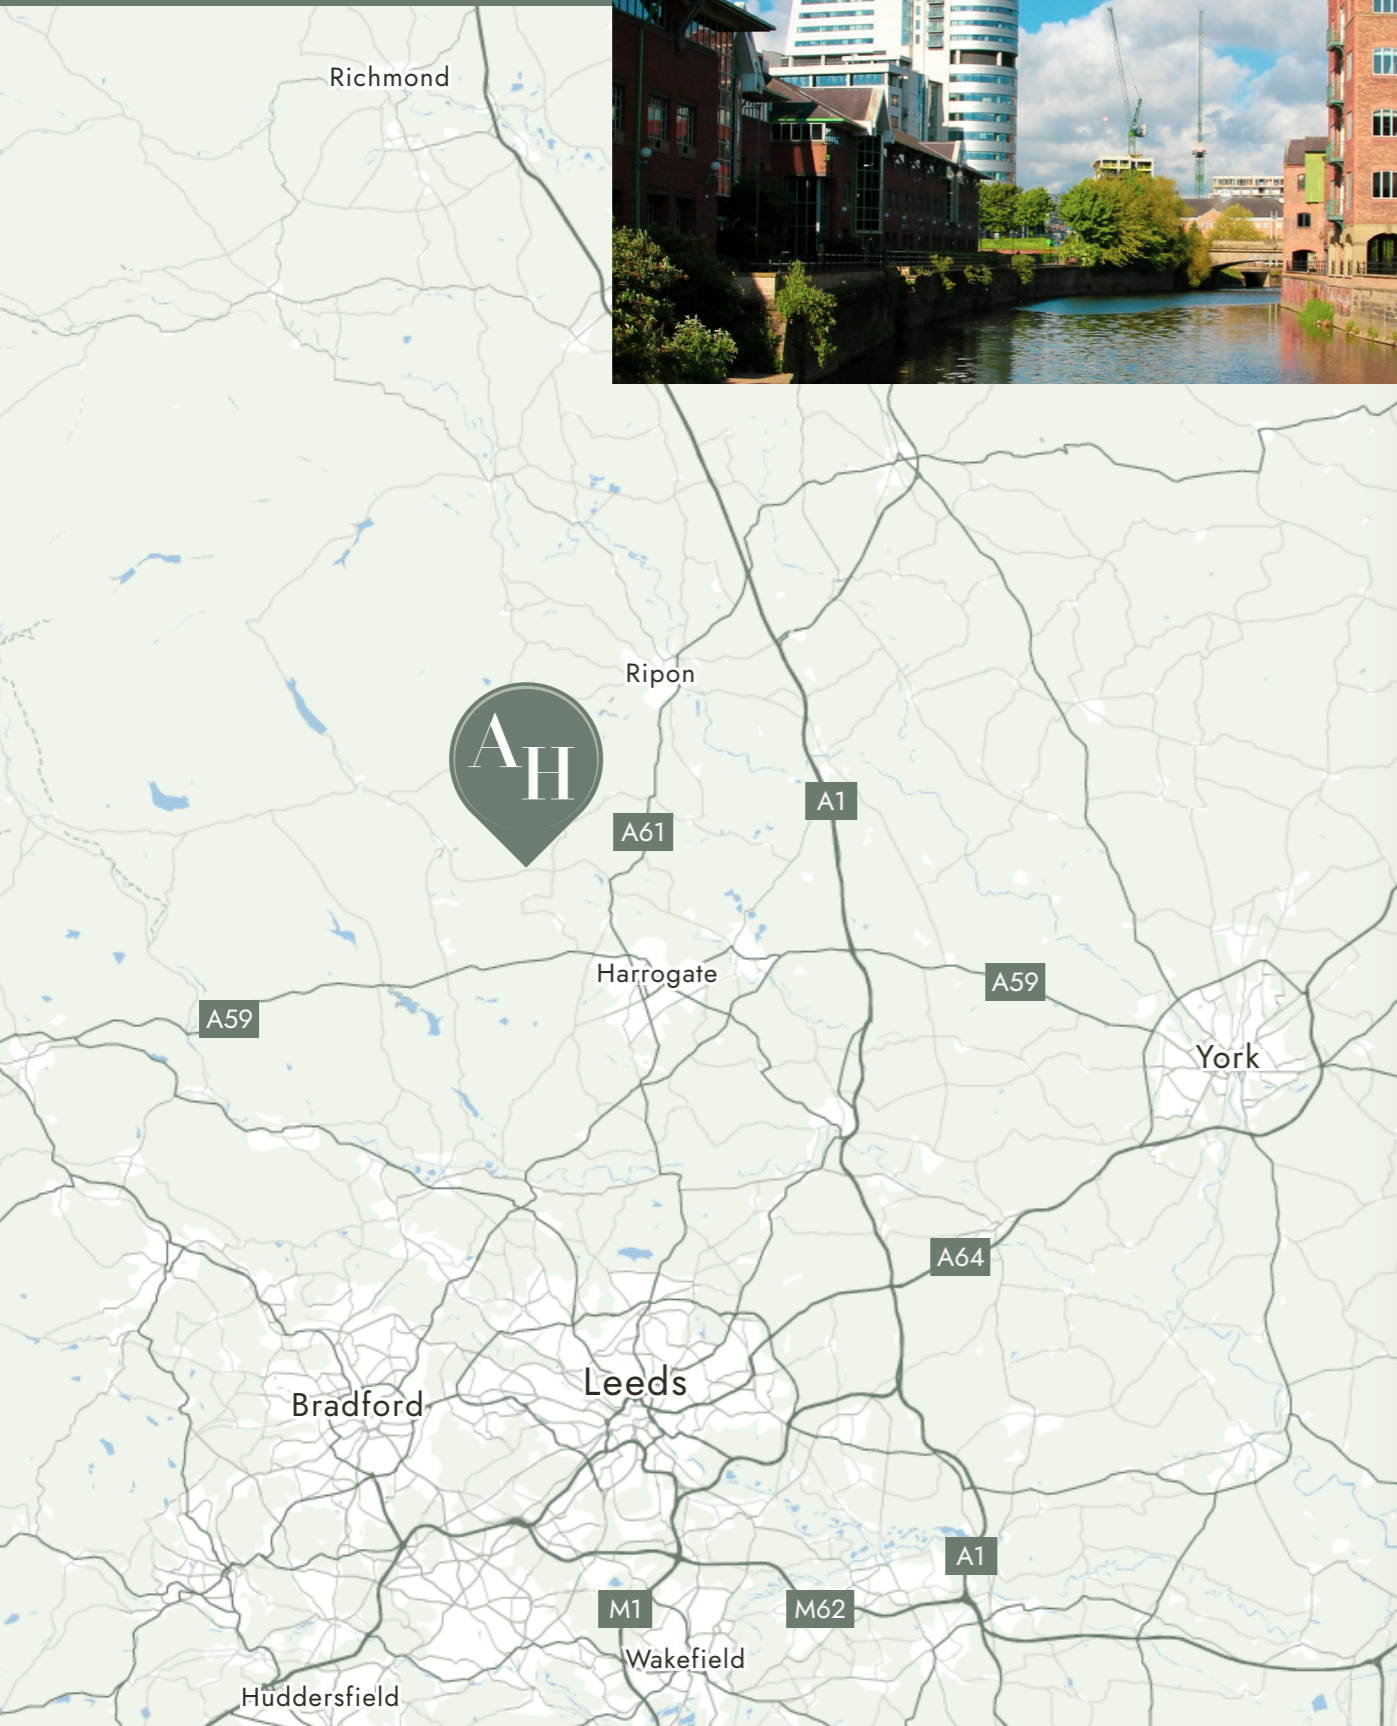 Richmond
Ripon
AH
A1
A61
Harrogate
A59
A59
York
A64
Leeds
Bradford
A1
M1
M62
Wakefield
Huddersfield